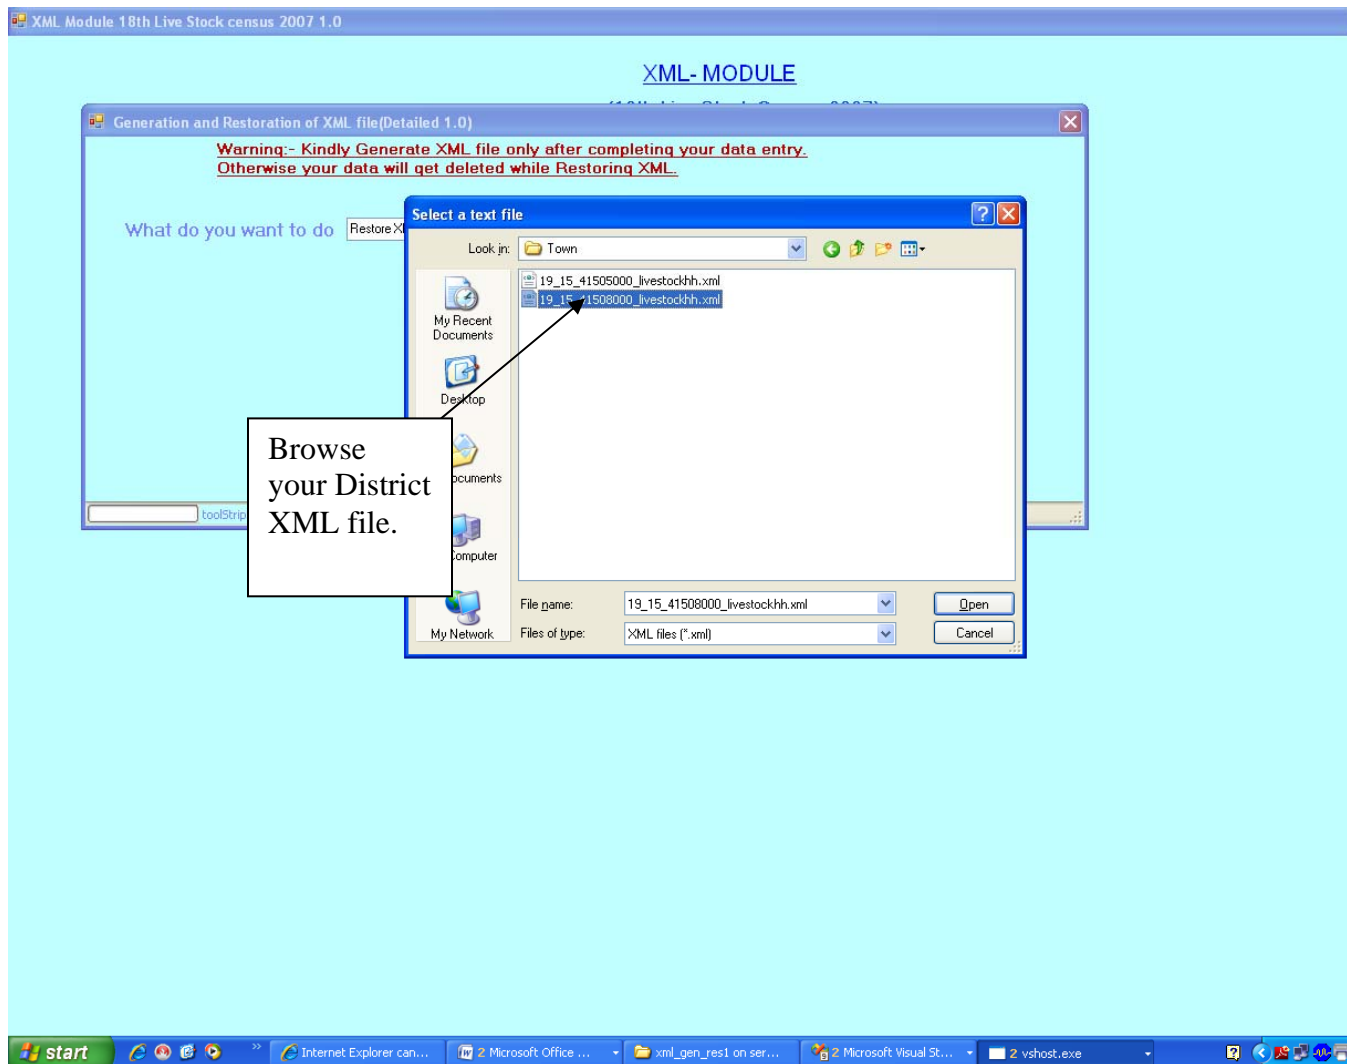 XML Module 18th Live Stock census 2007 1.0
XML- MODULE
Generation and Restoration of XML file(Detailed 1.0)
Warning:- Kindly Generate XML file only after completing your data entry.
Otherwise your data will get deleted while Restoring XML.
What do you want to do
Restore X
Select a text file
Look in:
Town
19_15_41505000_livestockhh.xml
19_15_41508000_livestockhh.xml
My Recent
Documents
Desktop
Browse
your District
XML file.
ocuments
Computer
My Network
toolStrip
File name:
19_15_41508000_livestockhh.xml
Open
Files of type:
XML files (*.xml)
Cancel
start
Internet Explorer can...
2 Microsoft Office ...
xml_gen_res1 on ser...
2 Microsoft Visual St...
2 vshost.exe